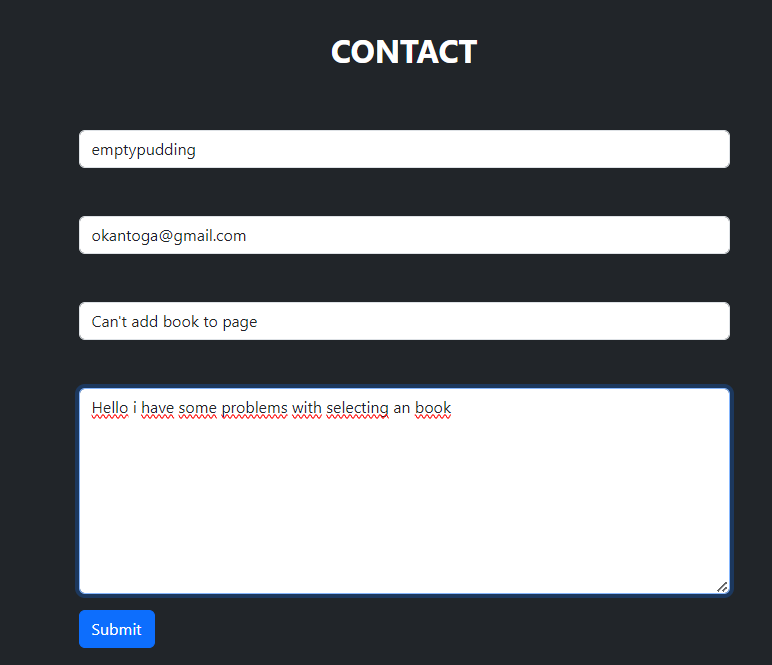 CONTACT
emptypudding
okantoga@gmail.com
Can't add book to page
Hello i have some problems with selecting an book
Submit